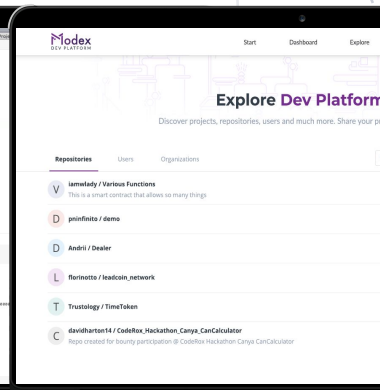 Modex
DEV PLATFORM
Start Dashboard Explore
Explore Dev Platform
Discover projects, repositories, users and much more. Share your
Repositories Users Organizations
V iamwlady / Various Functions
This is a smart contract that allows so many things
D pninfinito / demo
D Andrii / Dealer
L florinotto / leadcoin_network
T Trustology / TimeToken
C davidharton14 / CodeRox_Hackathon_Canya_CanCalculator
Repo created for bounty participation @ CodeRox Hackathon Canya CanCalculator